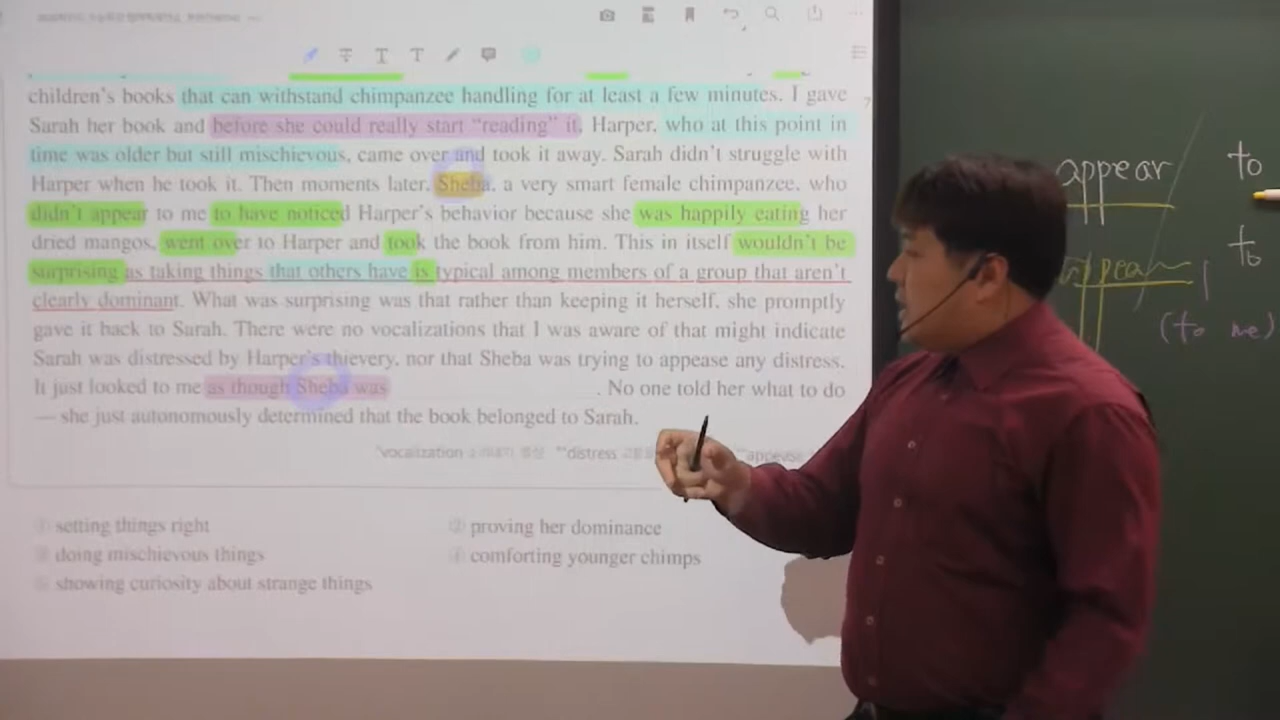 children's books that can withstand chimpanzee handling for at least a few minutes. I gave
Sarah her book and before she could really start “reading” it, Harper, who at this point in
time was older but still mischievous, came over and took it away. Sarah didn't struggle with
Harper when he took it. Then moments later, Sheba, a very smart female chimpanzee, who
didn't appear to me to have noticed Harper's behavior because she was happily eating her
dried mangos, went over to Harper and took the book from him. This in itself wouldn't be
surprising as taking things that others have is typical among members of a group that aren't
clearly dominant. What was surprising was that rather than keeping it herself, she promptly
gave it back to Sarah. There were no vocalizations that I was aware of that might indicate
Sarah was distressed by Harper's thievery, nor that Sheba was trying to appease any distress.
It just looked to me as though Sheba was . No one told her what to do
— she just autonomously determined that the book belonged to Sarah.
*vocalization **distress ***appease
① setting things right ② proving her dominance
③ doing mischievous things ④ comforting younger chimps
⑤ showing curiosity about strange things
appear to
appear to
(to me)